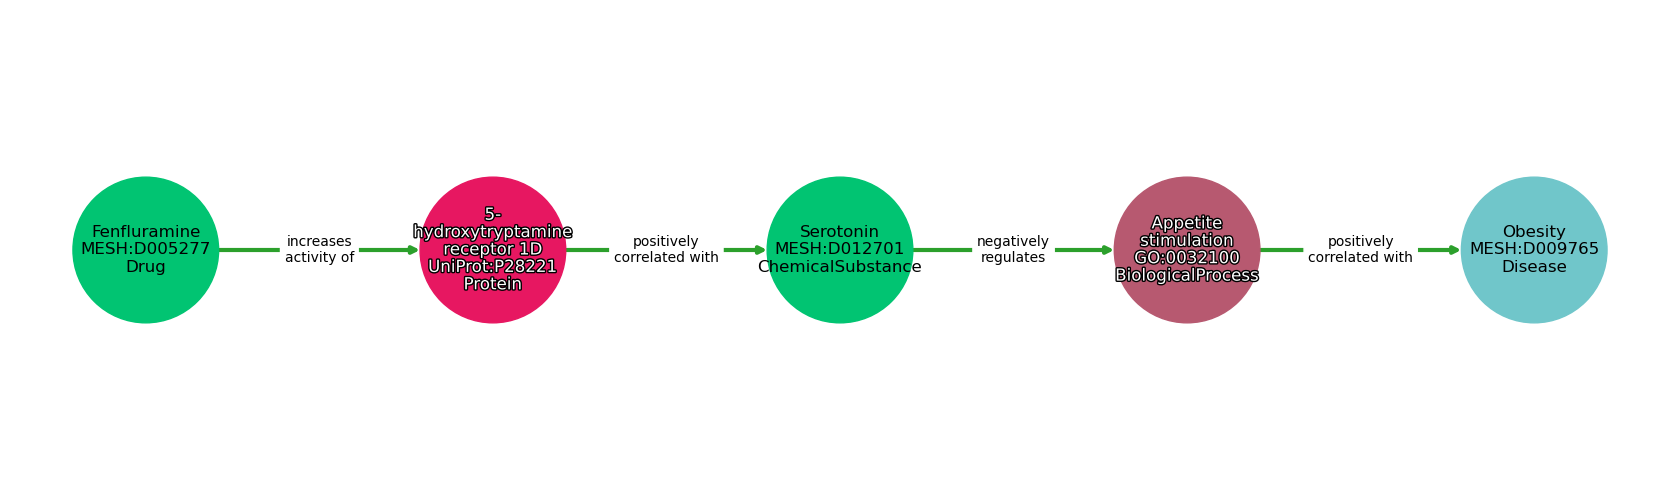 Fenfluramine
MESH:D005277
Drug
increases
activity of
5-
hydroxytryptamine
receptor 1D
UniProt:P28221
Protein
positively
correlated with
Serotonin
MESH:D012701
ChemicalSubstance
negatively
regulates
Appetite
stimulation
GO:0032100
BiologicalProcess
positively
correlated with
Obesity
MESH:D009765
Disease